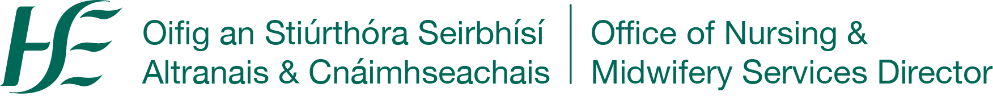 HSE
Oifig an Stiúrthóra Seirbhísí
Altranais & Cnáimhseachais
Office of Nursing &
Midwifery Services Director